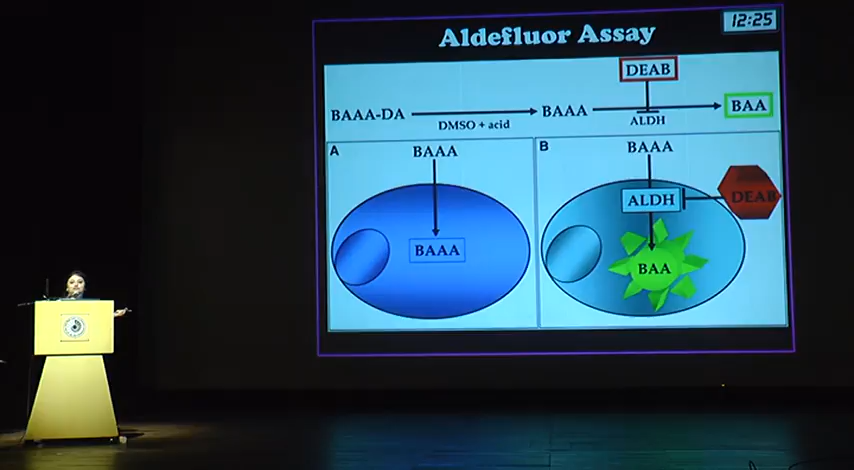 12:25
Aldefluor Assay
DEAB
BAAA-DA
BAAA
BAA
DMSO + acid
ALDH
A
BAAA
BAAA
B
BAAA
ALDH
DEAB
BAA